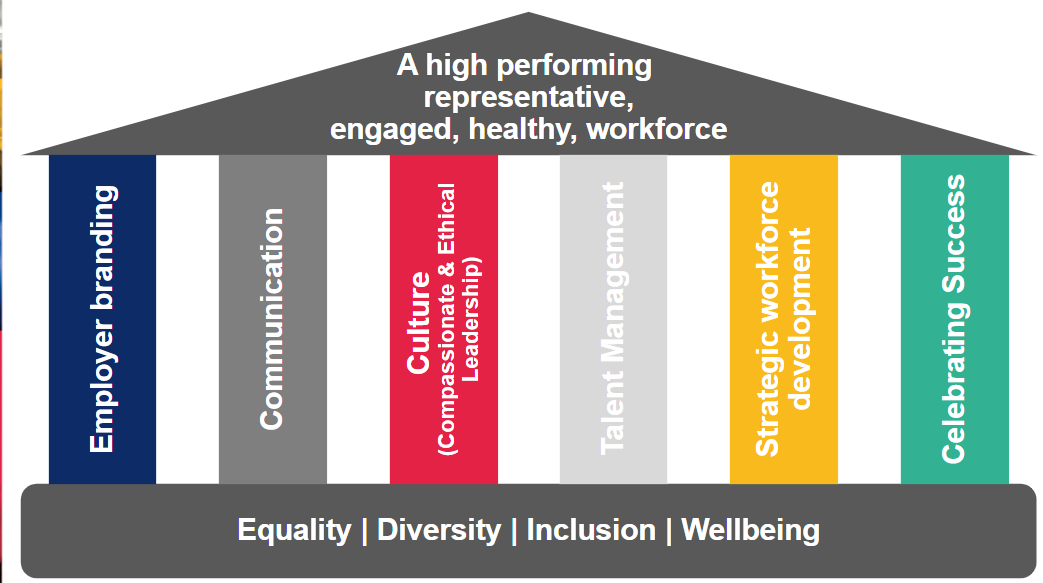 A high performing
representative,
engaged, healthy, workforce
Employer branding
Communication
Culture
(Compassionate & Ethical
Leadership)
Talent Management
Strategic workforce
development
Celebrating Success
Equality | Diversity | Inclusion | Wellbeing